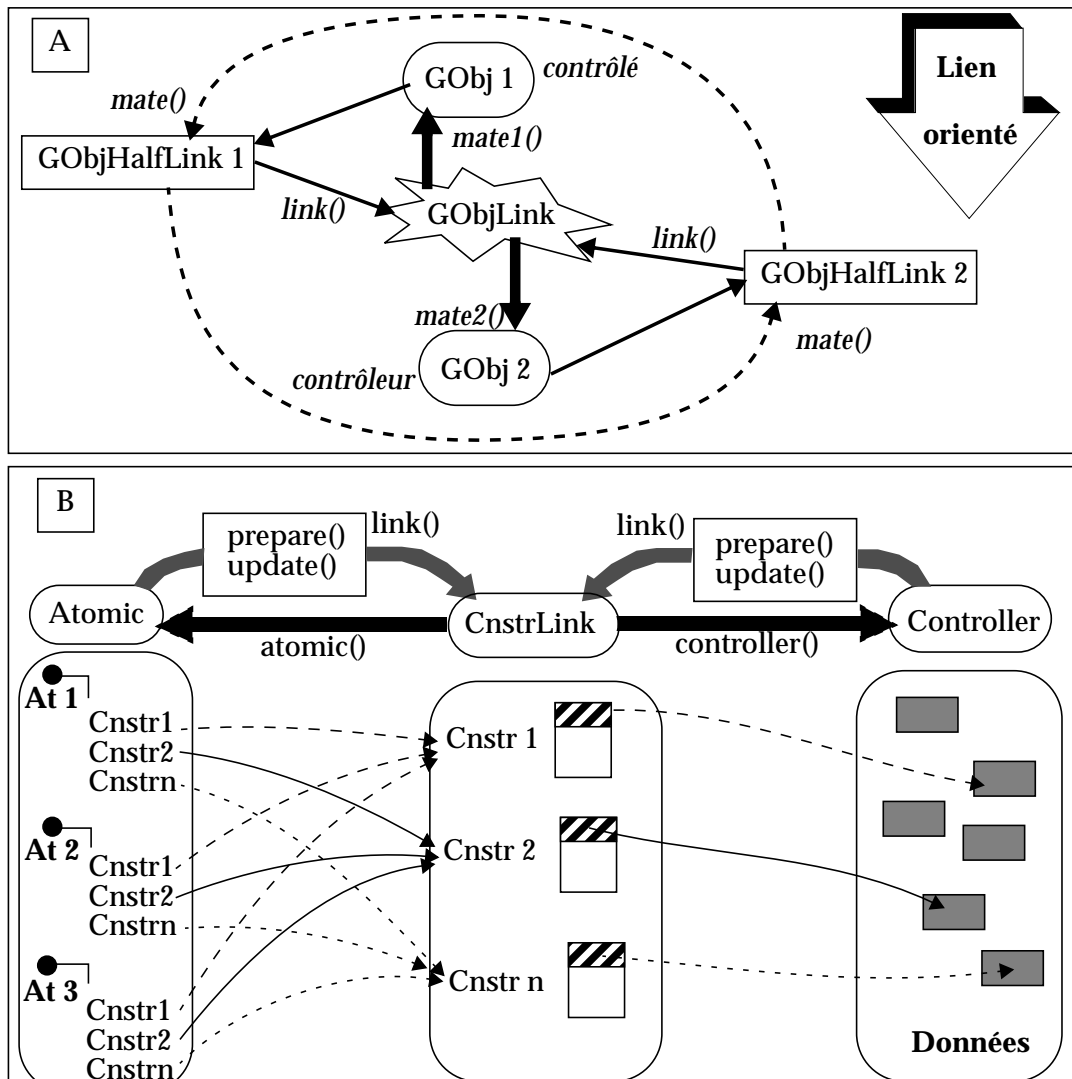 A
GObj 1
contrôlé
Lien
orienté
mate()
mate1()
GObjHalfLink 1
link()
GObjLink
link()
GObjHalfLink 2
mate2()
mate()
GObj 2
contrôleur
B
link()
link()
prepare()
update()
prepare()
update()
Atomic
CnstrLink
Controller
atomic()
controller()
At 1
Cnstr1
Cnstr2
Cnstrn
At 2
Cnstr1
Cnstr2
Cnstrn
At 3
Cnstr1
Cnstr2
Cnstrn
Cnstr 1
Cnstr 2
Cnstr n
Données